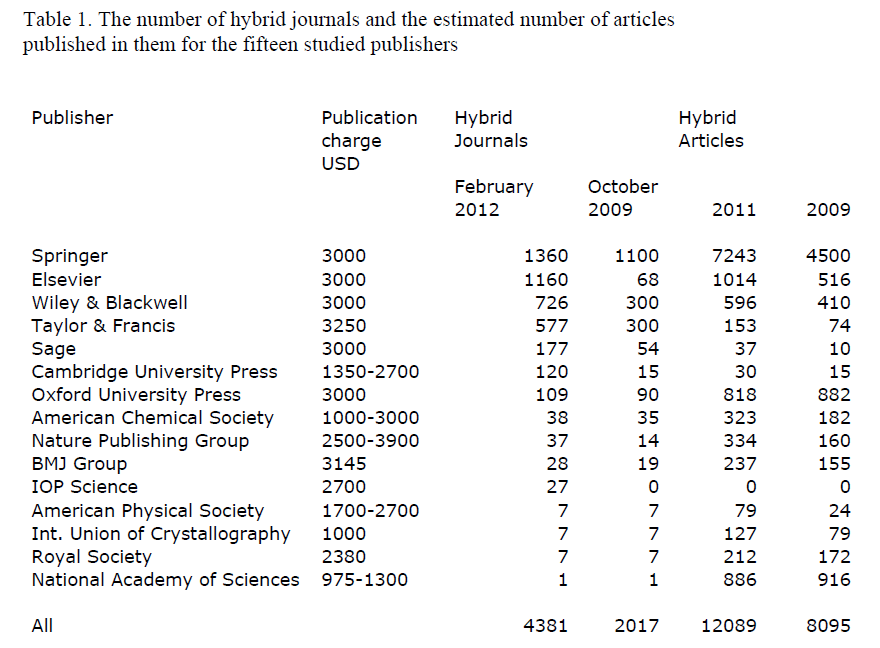 Table 1. The number of hybrid journals and the estimated number of articles
published in them for the fifteen studied publishers
Publisher Publication Hybrid Hybrid
charge Journals Articles
USD
February October
2012 2009 2011 2009
Springer 3000 1360 1100 7243 4500
Elsevier 3000 1160 68 1014 516
Wiley & Blackwell 3000 726 300 596 410
Taylor & Francis 3250 577 300 153 74
Sage 3000 177 54 37 10
Cambridge University Press 1350-2700 120 15 30 15
Oxford University Press 3000 109 90 818 882
American Chemical Society 1000-3000 38 35 323 182
Nature Publishing Group 2500-3900 37 14 334 160
BMJ Group 3145 28 19 237 155
IOP Science 2700 27 0 0 0
American Physical Society 1700-2700 7 7 79 24
Int. Union of Crystallography 1000 7 7 127 79
Royal Society 2380 7 7 212 172
National Academy of Sciences 975-1300 1 1 886 916
All 4381 2017 12089 8095